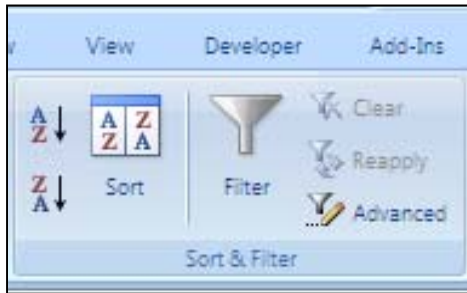 View Developer Add-Ins
A Z
A Z Z A
Z A
Sort
Filter
Clear
Reapply
Advanced
Sort & Filter